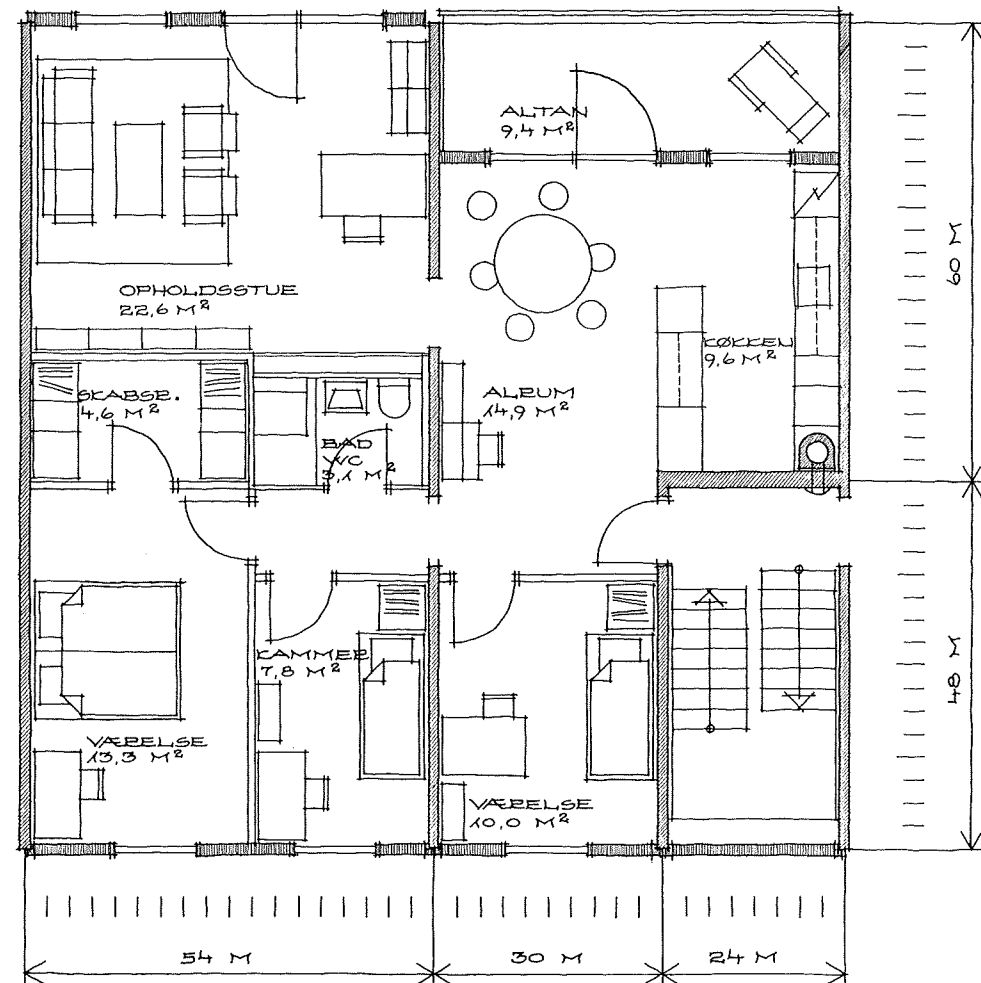 ALTAN
9,4 M²
OPHOLDSSTUE
22,6 M²
KØKKEN
9,6 M²
SKABSR.
4,6 M²
ALRUM
14,9 M²
BAD
WC
3,1 M²
KAMMER
7,8 M²
VÆRELSE
13,3 M²
VÆRELSE
10,0 M²
60 M
48 M
54 M
30 M
24 M